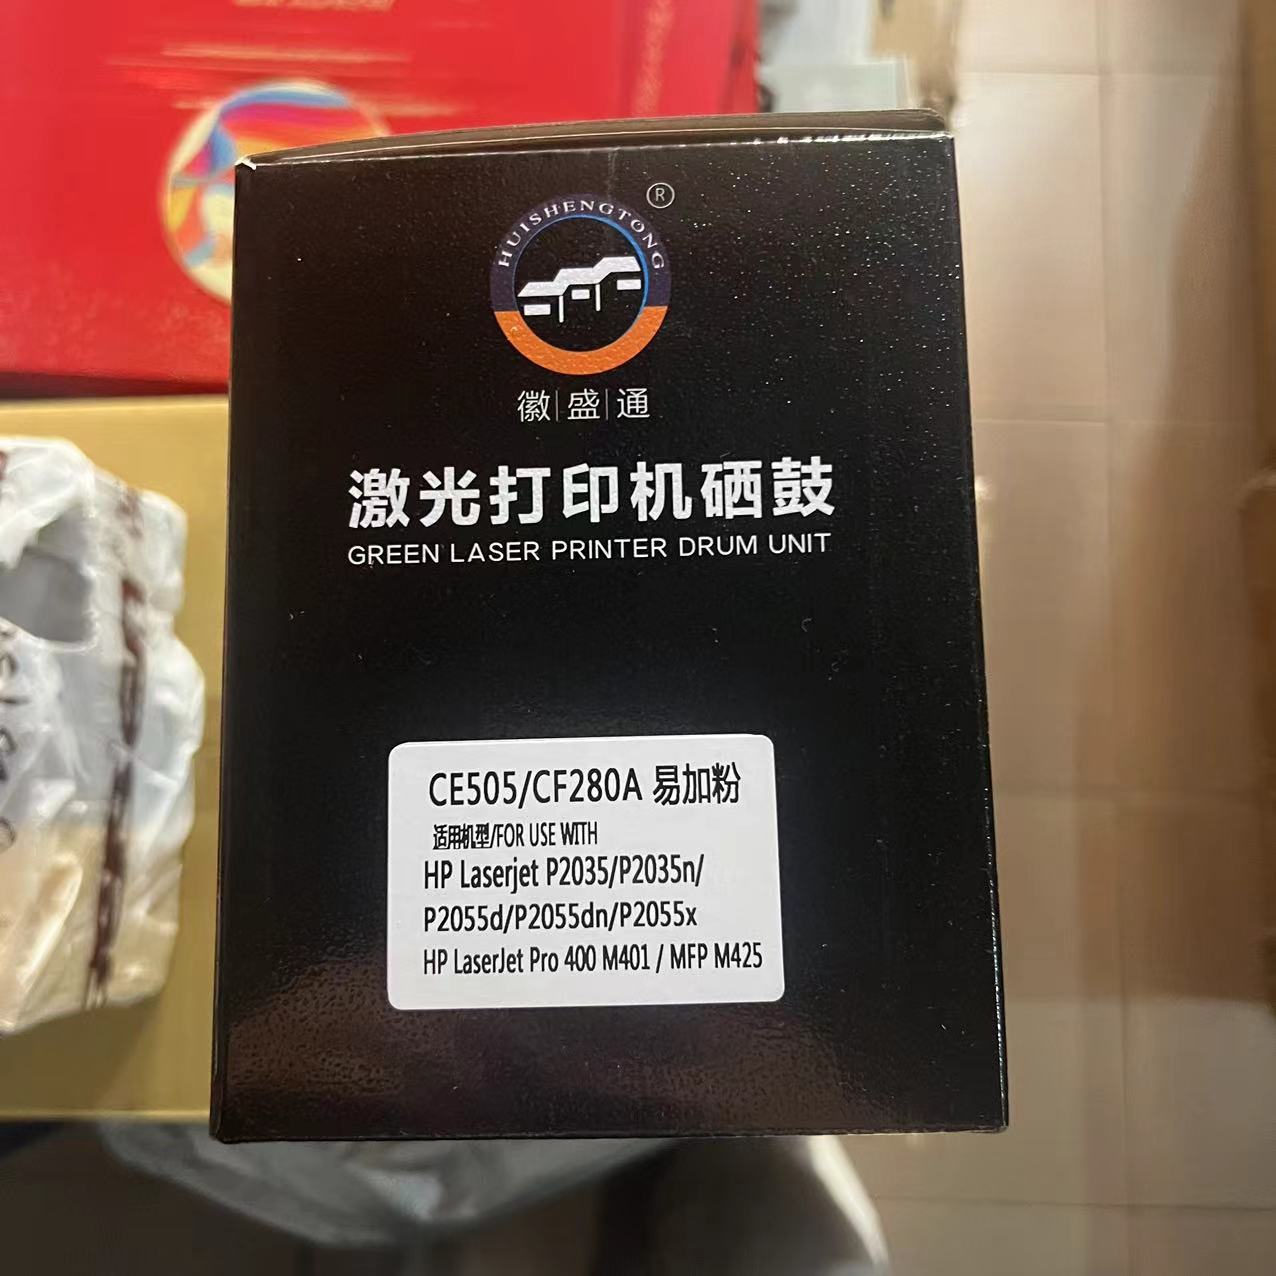 HUISHENGTONG
®
徽|盛|通
激光打印机硒鼓
GREEN LASER PRINTER DRUM UNIT
CE505/CF280A 易加粉
适用机型/FOR USE WITH
HP Laserjet P2035/P2035n/
P2055d/P2055dn/P2055x
HP LaserJet Pro 400 M401 / MFP M425